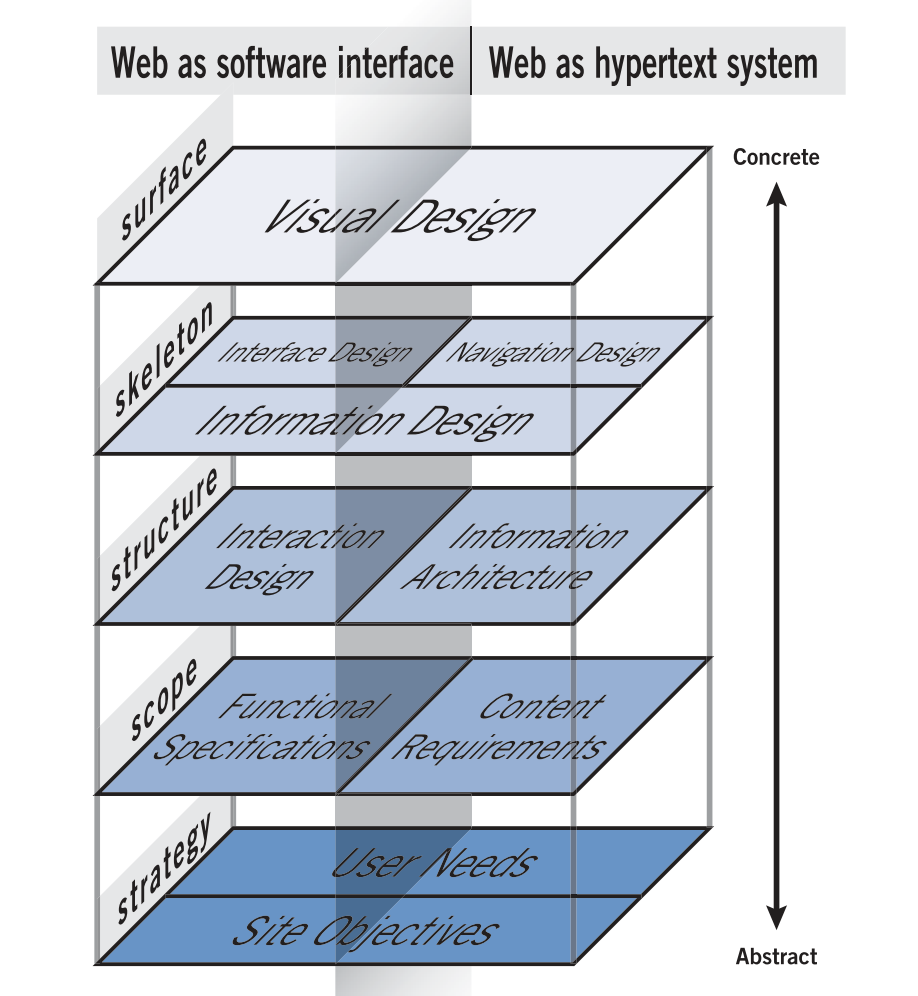 Web as software interface
Web as hypertext system
Concrete
surface
Visual Design
skeleton
Interface Design
Navigation Design
Information Design
structure
Interaction
Design
Information
Architecture
scope
Functional
Specifications
Content
Requirements
strategy
User Needs
Site Objectives
Abstract